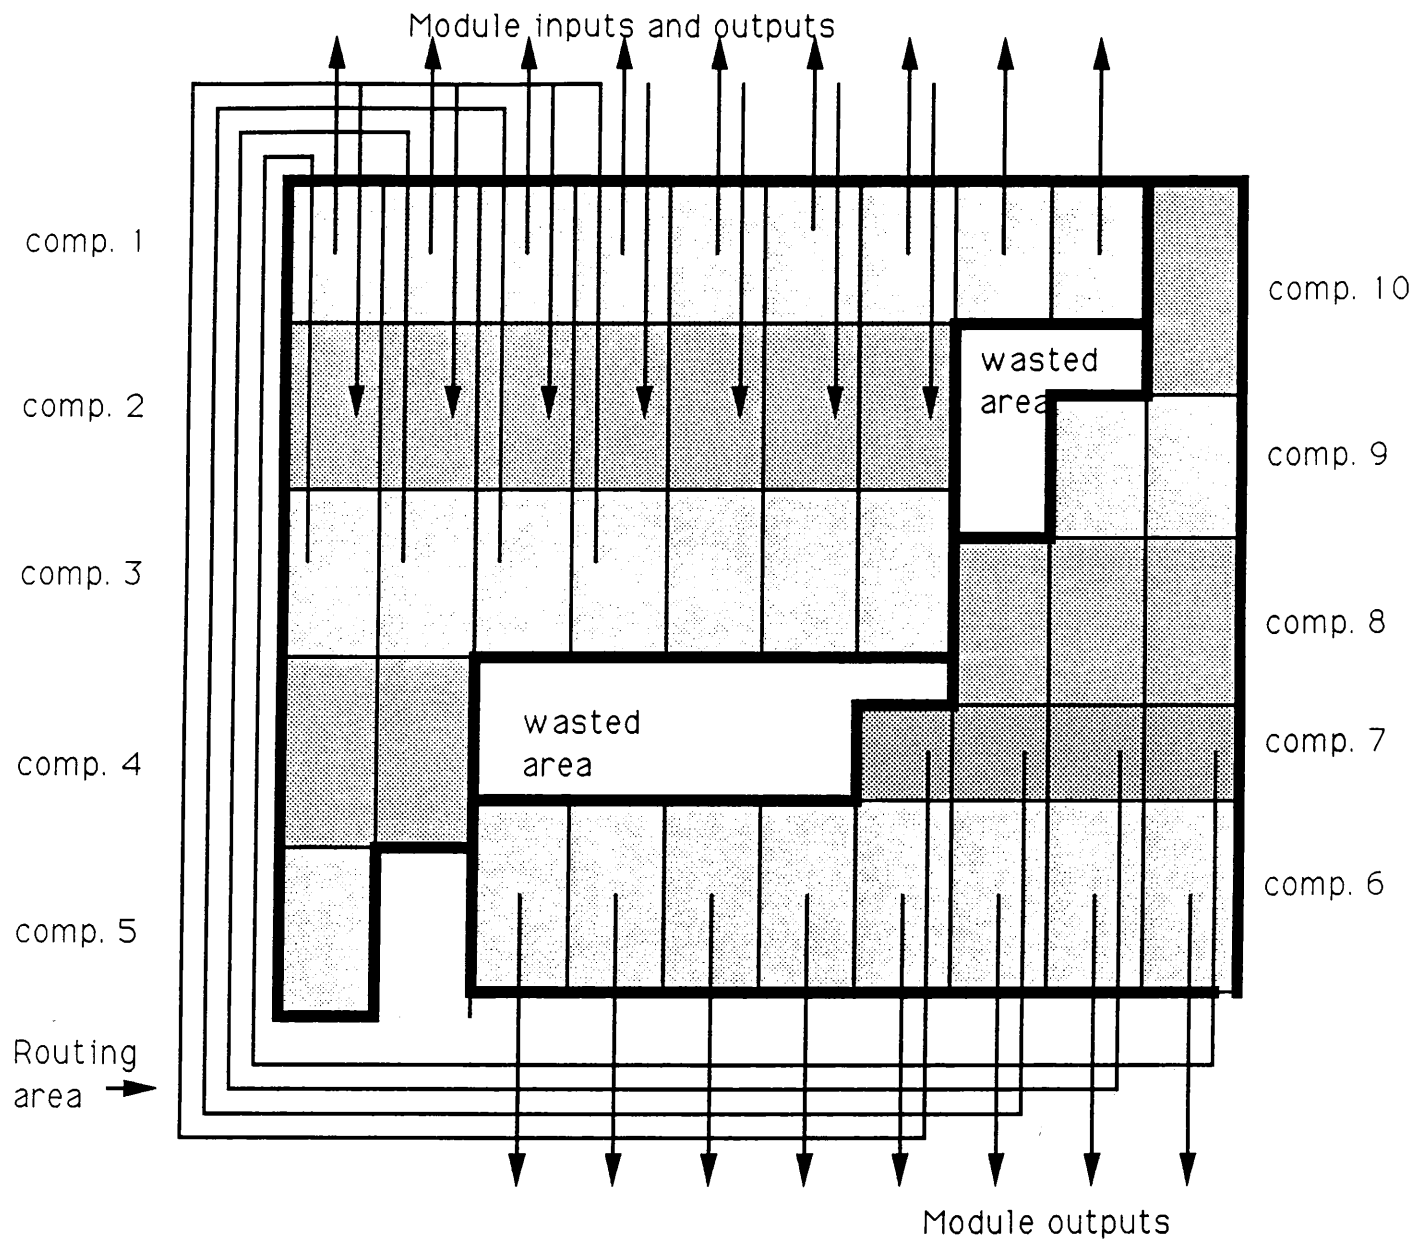 Module inputs and outputs
comp. 1
comp. 10
wasted
area
comp. 2
comp. 9
comp. 3
comp. 8
wasted
area
comp. 7
comp. 4
comp. 6
comp. 5
Routing
area
Module outputs